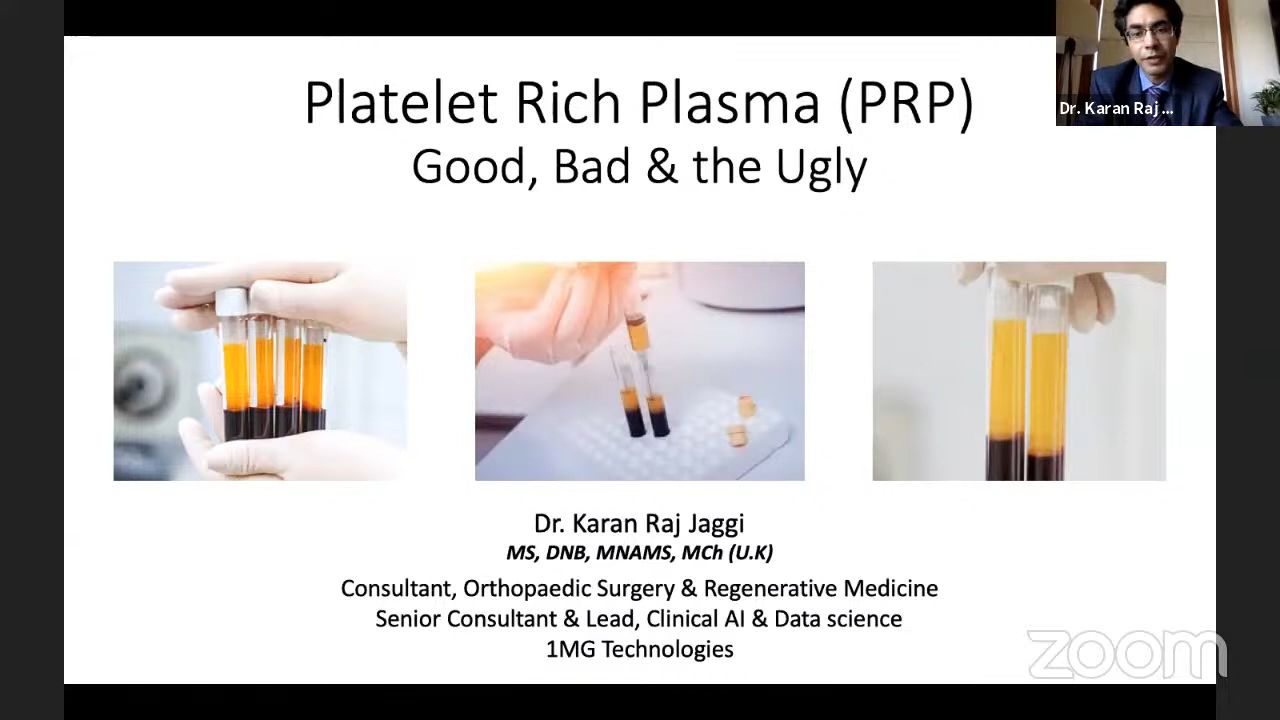 Platelet Rich Plasma (PRP)
Good, Bad & the Ugly
Dr. Karan Raj ...
Dr. Karan Raj Jaggi
MS, DNB, MNAMS, MCh (U.K)
Consultant, Orthopaedic Surgery & Regenerative Medicine
Senior Consultant & Lead, Clinical AI & Data science
1MG Technologies
zoom